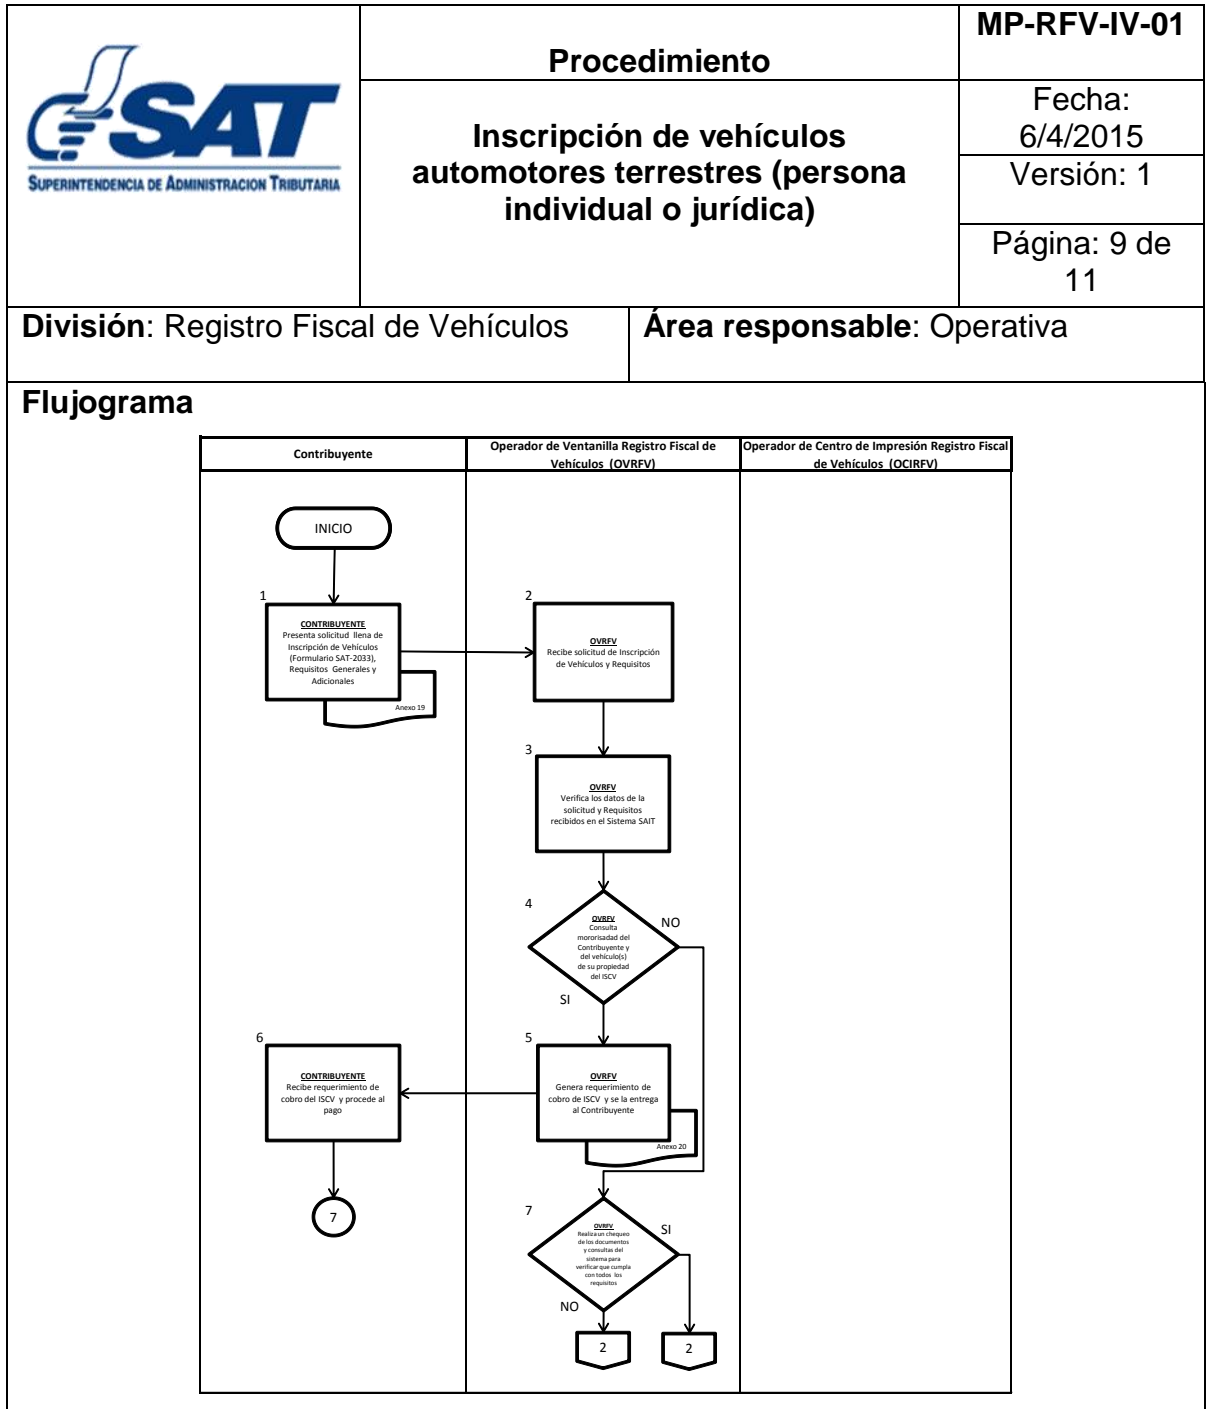 SAT
SUPERINTENDENCIA DE ADMINISTRACION TRIBUTARIA
Procedimiento
Inscripción de vehículos
automotores terrestres (persona
individual o jurídica)
MP-RFV-IV-01
Fecha:
6/4/2015
Versión: 1
Página: 9 de
11
División: Registro Fiscal de Vehículos
Área responsable: Operativa
Flujograma
Contribuyente
Operador de Ventanilla Registro Fiscal de
Vehículos (OVRFV)
Operador de Centro de Impresión Registro Fiscal
de Vehículos (OCIRFV)
INICIO
1
CONTRIBUYENTE
Presenta solicitud llena de
Inscripción de Vehículos
(Formulario SAT-2033),
Requisitos Generales y
Adicionales
Anexo 19
2
OVRFV
Recibe solicitud de Inscripción
de Vehículos y Requisitos
3
OVRFV
Verifica los datos de la
solicitud y Requisitos
recibidos en el Sistema SAIT
4
OVRFV
Consulta
mororisadad del
Contribuyente y
del vehículo(s)
de su propiedad
del ISCV
NO
SI
5
OVRFV
Genera requerimiento de
cobro de ISCV y se la entrega
al Contribuyente
Anexo 20
6
CONTRIBUYENTE
Recibe requerimiento de
cobro del ISCV y procede al
pago
7
7
OVRFV
Realiza un chequeo
de los documentos
y consultas del
sistema para
verificar que cumpla
con todos los
requisitos
SI
NO
2
2